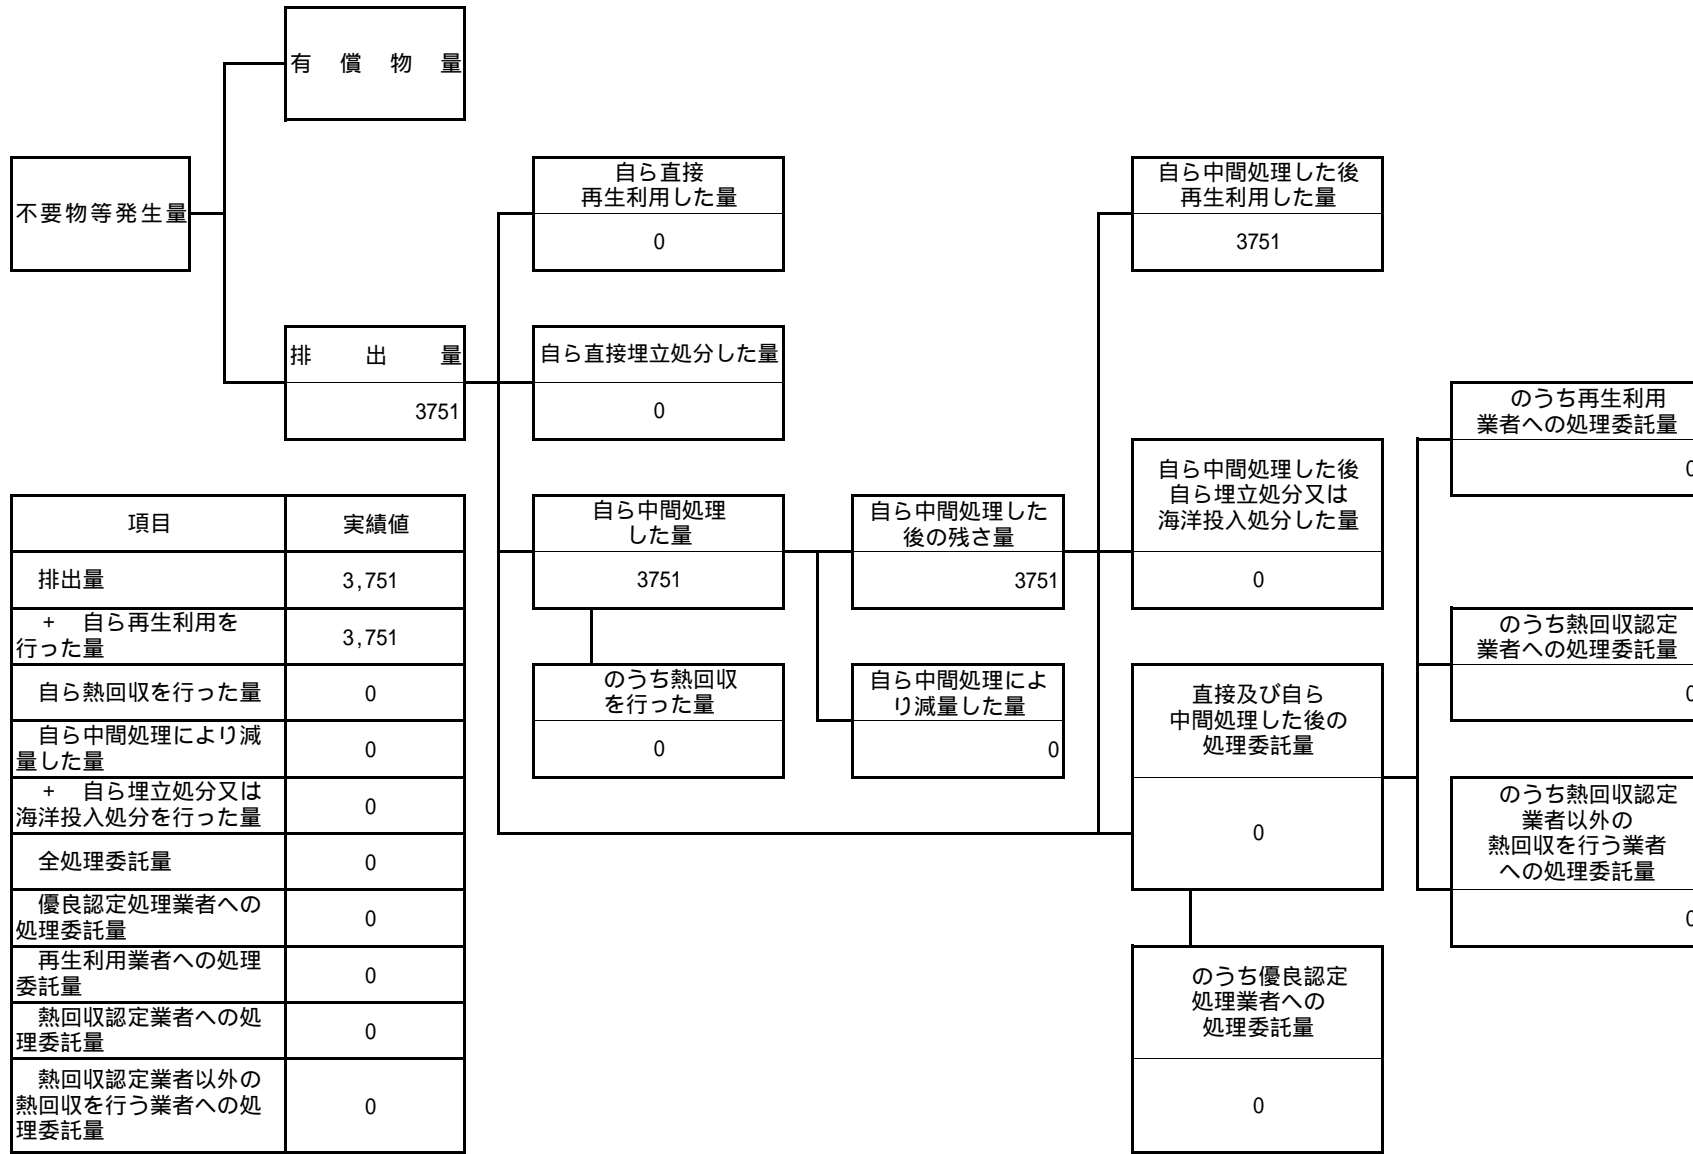 有償物量
不要物等発生量
排出量
3751
自ら直接
再生利用した量
0
自ら直接埋立処分した量
0
自ら中間処理
した量
3751
のうち熱回収
を行った量
0
自ら中間処理した
後の残さ量
3751
自ら中間処理によ
り減量した量
0
自ら中間処理した後
再生利用した量
3751
自ら中間処理した後
自ら埋立処分又は
海洋投入処分した量
0
直接及び自ら
中間処理した後の
処理委託量
0
のうち優良認定
処理業者への
処理委託量
0
のうち再生利用
業者への処理委託量
0
のうち熱回収認定
業者への処理委託量
0
のうち熱回収認定
業者以外の
熱回収を行う業者
への処理委託量
0
項目 実績値
排出量 3,751
+ 自ら再生利用を
行った量 3,751
自ら熱回収を行った量 0
自ら中間処理により減
量した量 0
+ 自ら埋立処分又は
海洋投入処分を行った量 0
全処理委託量 0
優良認定処理業者への
処理委託量 0
再生利用業者への処理
委託量 0
熱回収認定業者への処
理委託量 0
熱回収認定業者以外の
熱回収を行う業者への処
理委託量 0